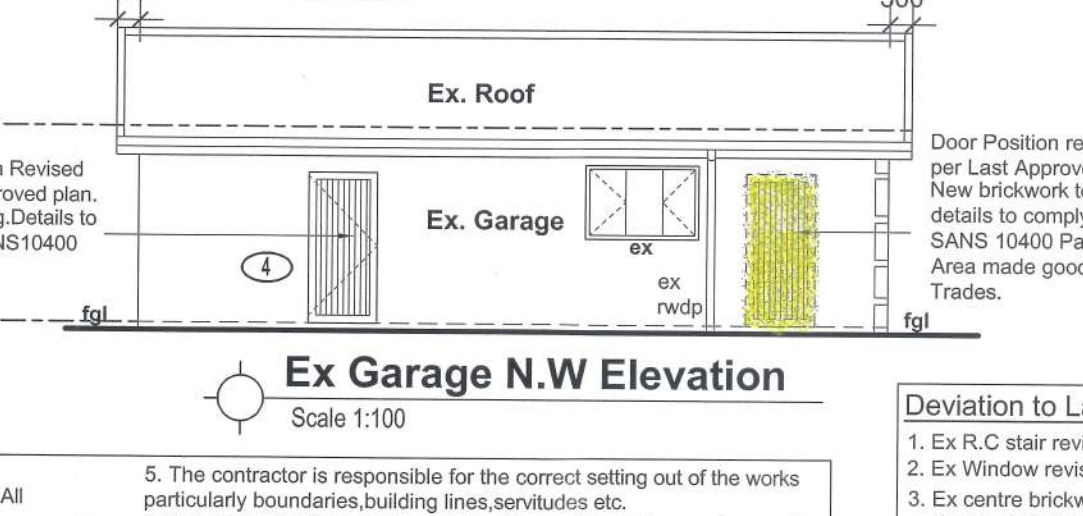 Ex. Roof
n Revised
roved plan.
g.Details to
NS10400
Ex. Garage
ex
4
ex
rwdp
Door Position re
per Last Approve
New brickwork to
details to comply
SANS 10400 Pa
Area made good
Trades.
fgl
fgl
Ex Garage N.W Elevation
Scale 1:100
All
5. The contractor is responsible for the correct setting out of the works
particularly boundaries,building lines,servitudes etc.
Deviation to La
1. Ex R.C stair revi
2. Ex Window revis
3. Ex centre brickw